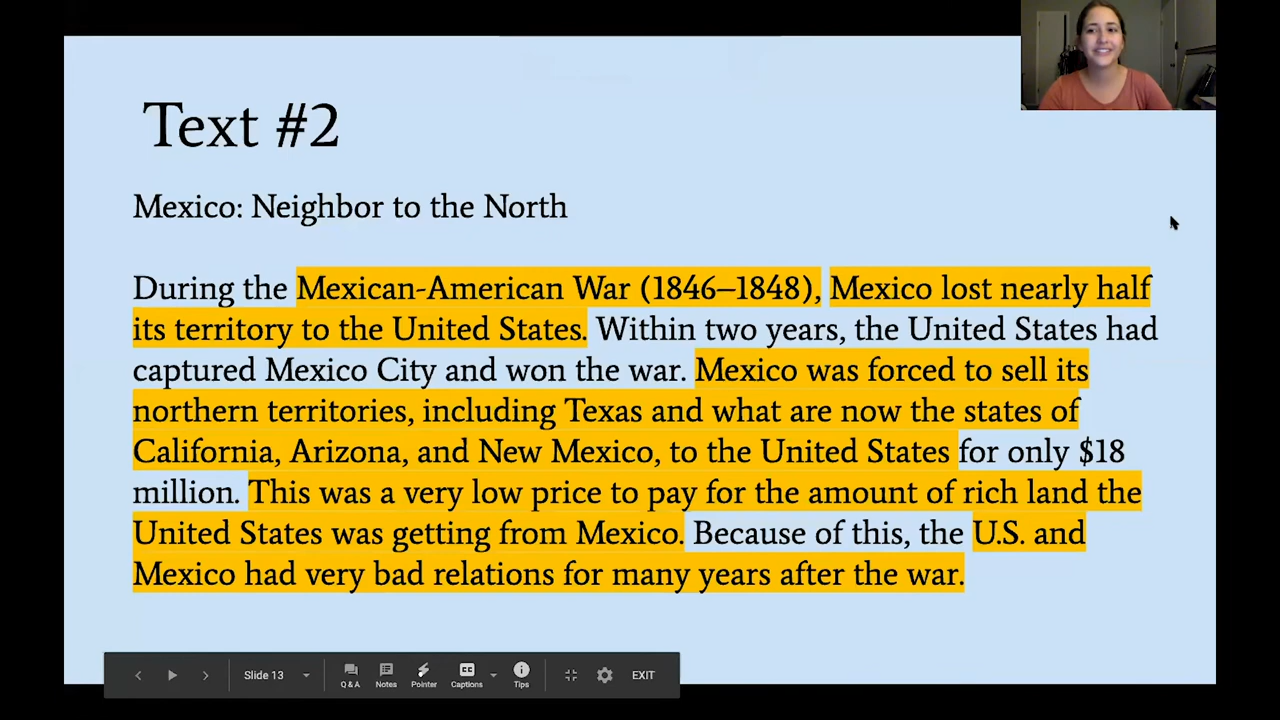 Text #2
Mexico: Neighbor to the North
During the Mexican-American War (1846–1848), Mexico lost nearly half
its territory to the United States. Within two years, the United States had
captured Mexico City and won the war. Mexico was forced to sell its
northern territories, including Texas and what are now the states of
California, Arizona, and New Mexico, to the United States for only $18
million. This was a very low price to pay for the amount of rich land the
United States was getting from Mexico. Because of this, the U.S. and
Mexico had very bad relations for many years after the war.
Slide 13
Q & A
Notes
Pointer
CC
Captions
Tips
EXIT